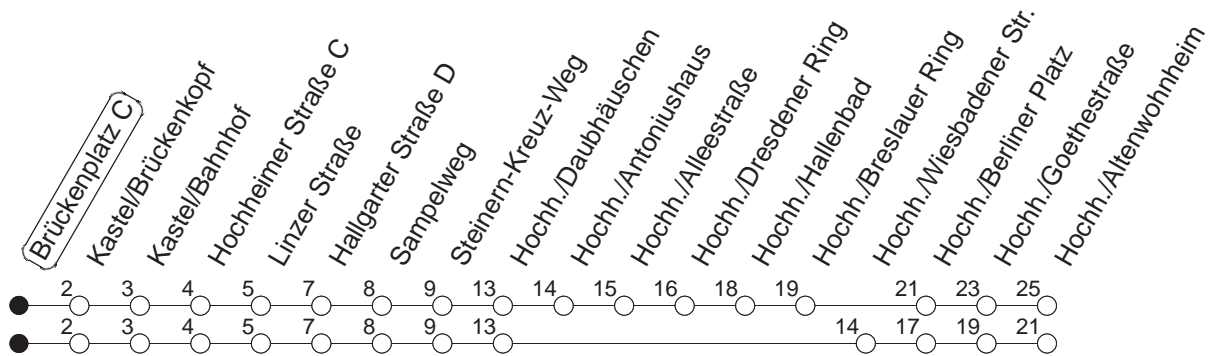 Brückenplatz C
Kastel/Brückenkopf
Kastel/Bahnhof
Hochheimer Straße C
Linzer Straße
Hallgarter Straße D
Sampelweg
Steinern-Kreuz-Weg
Hochh./Daubhäuschen
Hochh./Antoniushaus
Hochh./Alleestraße
Hochh./Dresdener Ring
Hochh./Hallenbad
Hochh./Breslauer Ring
Hochh./Wiesbadener Str.
Hochh./Berliner Platz
Hochh./Goethestraße
Hochh./Altenwohnheim
2 3 4 5 7 8 9 13 14 15 16 18 19 21 23 25
2 3 4 5 7 8 9 13 14 17 19 21